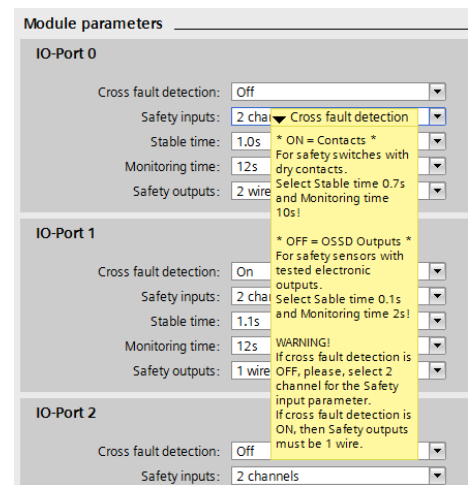 Module parameters
IO-Port 0
Cross fault detection: Off
Safety inputs: 2 cha
Stable time: 1.0s
Monitoring time: 12s
Safety outputs: 2 wire
Cross fault detection
* ON = Contacts *
For safety switches with
dry contacts.
Select Stable time 0.7s
and Monitoring time
10s!
* OFF = OSSD Outputs *
For safety sensors with
tested electronic
outputs.
Select Sable time 0.1s
and Monitoring time 2s!
WARNING!
If cross fault detection is
OFF, please, select 2
channel for the Safety
input parameter.
If cross fault detection is
ON, then Safety outputs
must be 1 wire.
IO-Port 1
Cross fault detection: On
Safety inputs: 2 cha
Stable time: 1.1s
Monitoring time: 12s
Safety outputs: 1 wire
IO-Port 2
Cross fault detection: Off
Safety inputs: 2 channels